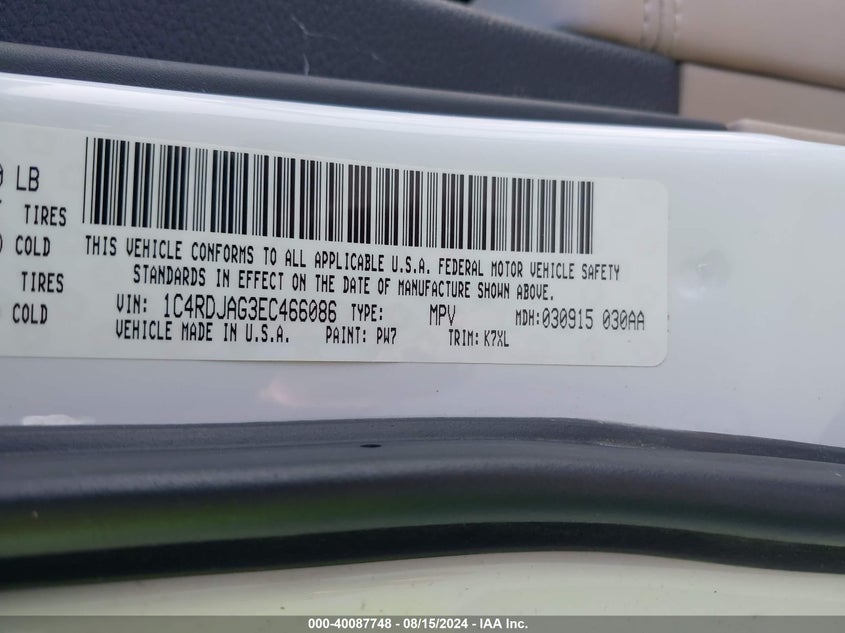 LB
TIRES
COLD
TIRES
COLD
THIS VEHICLE CONFORMS TO ALL APPLICABLE U.S.A. FEDERAL MOTOR VEHICLE SAFETY
STANDARDS IN EFFECT ON THE DATE OF MANUFACTURE SHOWN ABOVE.
VIN: 1C4RDJAG3EC466086 TYPE: MPV MDH: 030915 030AA
VEHICLE MADE IN U.S.A. PAINT: PW7 TRIM: K7XL
000-40087748 - 08/15/2024 - IAA Inc.